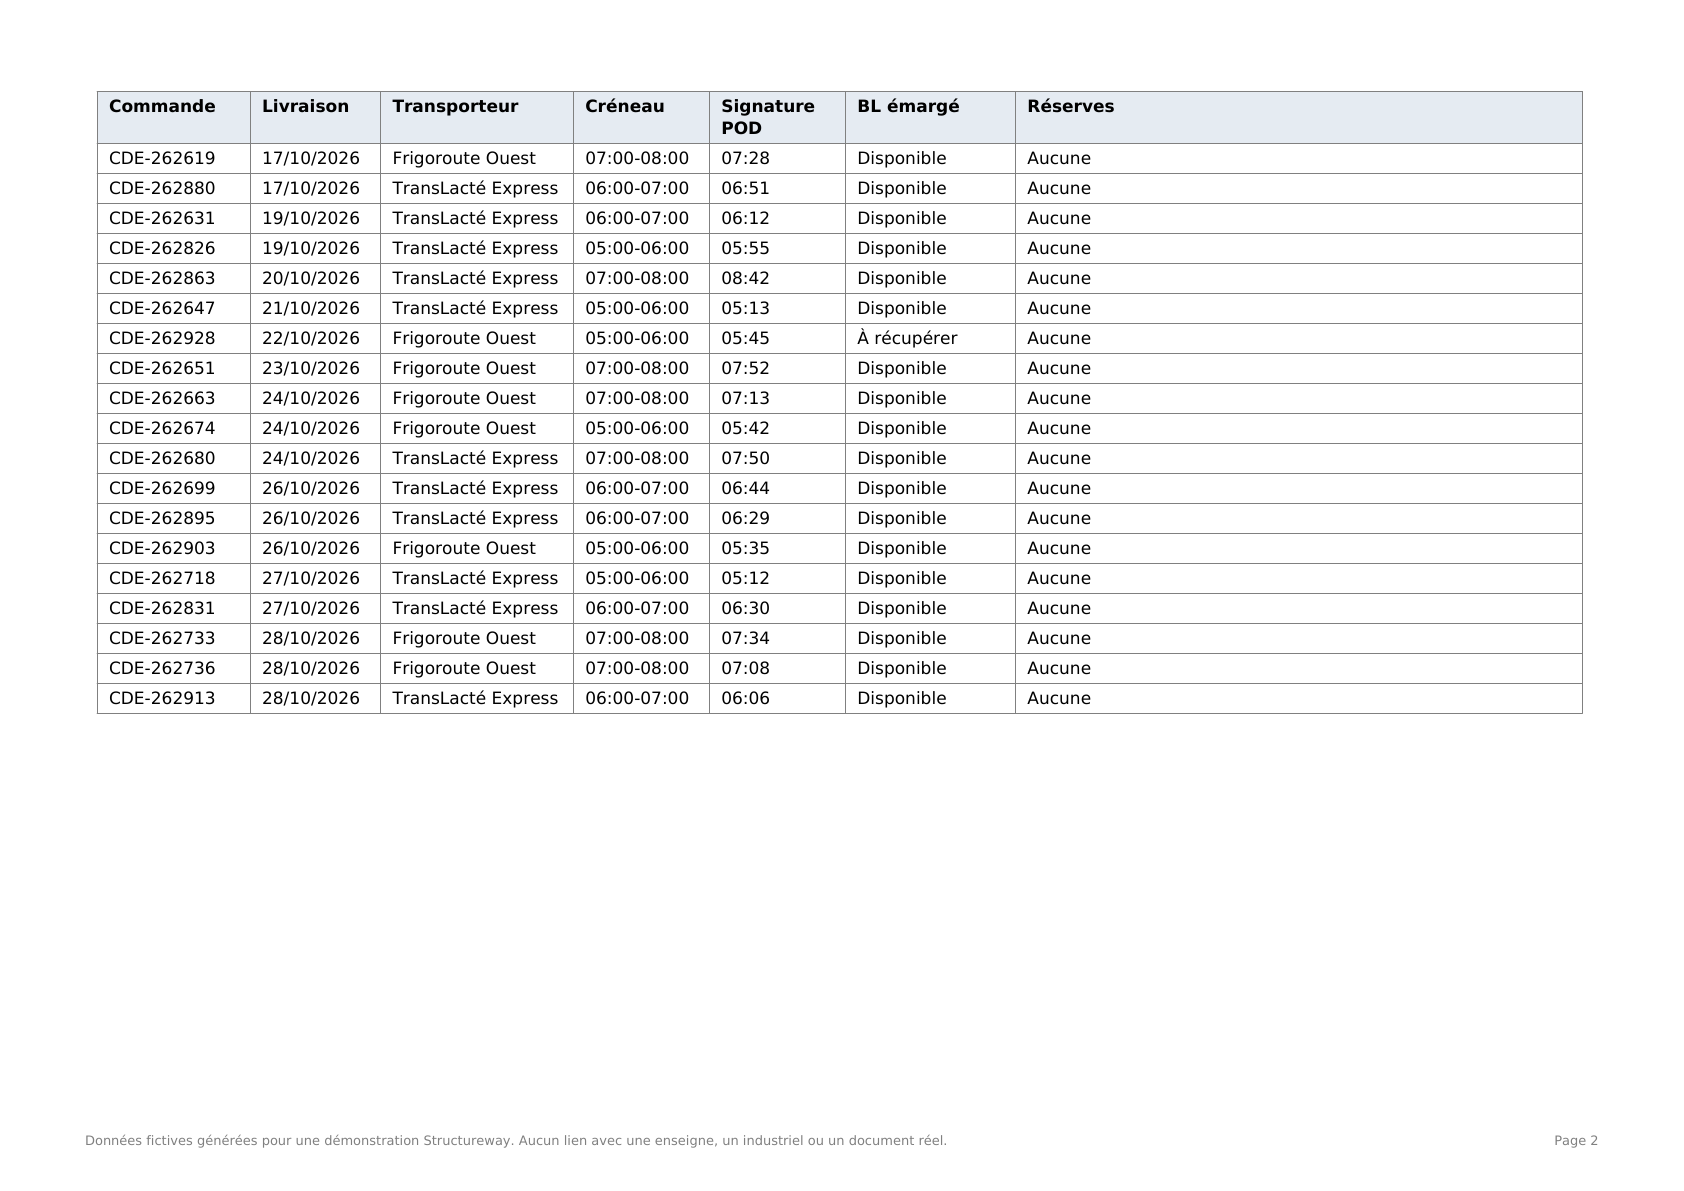 Commande Livraison Transporteur Créneau Signature POD BL émargé Réserves
CDE-262619 17/10/2026 Frigoroute Ouest 07:00-08:00 07:28 Disponible Aucune
CDE-262880 17/10/2026 TransLacté Express 06:00-07:00 06:51 Disponible Aucune
CDE-262631 19/10/2026 TransLacté Express 06:00-07:00 06:12 Disponible Aucune
CDE-262826 19/10/2026 TransLacté Express 05:00-06:00 05:55 Disponible Aucune
CDE-262863 20/10/2026 TransLacté Express 07:00-08:00 08:42 Disponible Aucune
CDE-262647 21/10/2026 TransLacté Express 05:00-06:00 05:13 Disponible Aucune
CDE-262928 22/10/2026 Frigoroute Ouest 05:00-06:00 05:45 À récupérer Aucune
CDE-262651 23/10/2026 Frigoroute Ouest 07:00-08:00 07:52 Disponible Aucune
CDE-262663 24/10/2026 Frigoroute Ouest 07:00-08:00 07:13 Disponible Aucune
CDE-262674 24/10/2026 Frigoroute Ouest 05:00-06:00 05:42 Disponible Aucune
CDE-262680 24/10/2026 TransLacté Express 07:00-08:00 07:50 Disponible Aucune
CDE-262699 26/10/2026 TransLacté Express 06:00-07:00 06:44 Disponible Aucune
CDE-262895 26/10/2026 TransLacté Express 06:00-07:00 06:29 Disponible Aucune
CDE-262903 26/10/2026 Frigoroute Ouest 05:00-06:00 05:35 Disponible Aucune
CDE-262718 27/10/2026 TransLacté Express 05:00-06:00 05:12 Disponible Aucune
CDE-262831 27/10/2026 TransLacté Express 06:00-07:00 06:30 Disponible Aucune
CDE-262733 28/10/2026 Frigoroute Ouest 07:00-08:00 07:34 Disponible Aucune
CDE-262736 28/10/2026 Frigoroute Ouest 07:00-08:00 07:08 Disponible Aucune
CDE-262913 28/10/2026 TransLacté Express 06:00-07:00 06:06 Disponible Aucune
Données fictives générées pour une démonstration Structureway. Aucun lien avec une enseigne, un industriel ou un document réel. Page 2